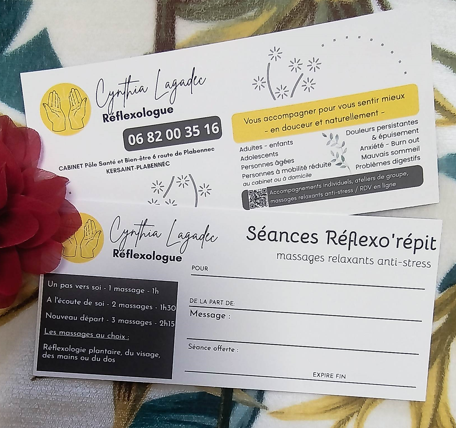 Cynthia Lagadec
Réflexologue
06 82 00 35 16
CABINET Pôle Santé et Bien-être 6 route de Plabennec
KERSAINT-PLABENNEC
Vous accompagner pour vous sentir mieux
- en douceur et naturellement -
Adultes - enfants
Adolescents
Personnes âgées
Personnes à mobilité réduite
au cabinet ou à domicile
Douleurs persistantes
& épuisement
Anxiété - Burn out
Mauvais sommeil
Problèmes digestifs
Accompagnements individuels, ateliers de groupe,
massages relaxants anti-stress / RDV en ligne
Cynthia Lagadec
Réflexologue
Un pas vers soi - 1 massage - 1h
A l'écoute de soi - 2 massages - 1h30
Nouveau départ - 3 massages - 2h15
Les massages au choix :
Réflexologie plantaire, du visage,
des mains ou du dos
Séances Réflexo'répit
massages relaxants anti-stress
POUR
DE LA PART DE
Message :
Séance offerte :
EXPIRE FIN